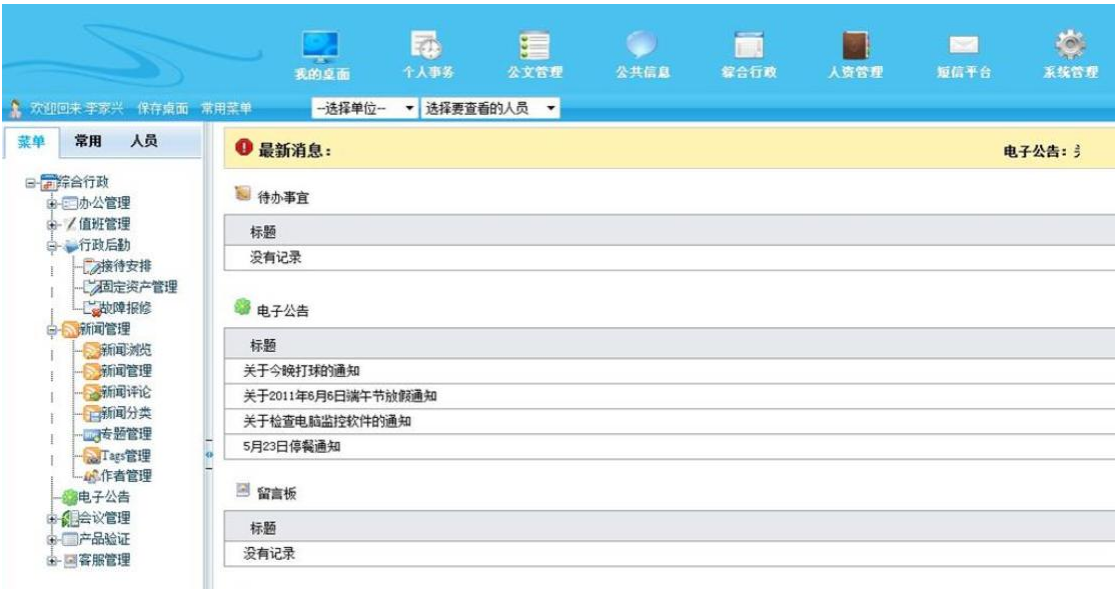 我的桌面 个人事务 公文管理 公共信息 综合行政 人资管理 短信平台 系统管理
欢迎回来 李家兴 保存桌面 常用菜单 --选择单位-- 选择要查看的人员
菜单 常用 人员
综合行政
办公管理
值班管理
行政后勤
接待安排
固定资产管理
故障报修
新闻管理
新闻浏览
新闻管理
新闻评论
新闻分类
专题管理
Tags管理
作者管理
电子公告
会议管理
产品验证
客服管理
最新消息： 电子公告：
待办事宜
标题
没有记录
电子公告
标题
关于今晚打球的通知
关于2011年6月6日端午节放假通知
关于检查电脑监控软件的通知
5月23日停餐通知
留言板
标题
没有记录